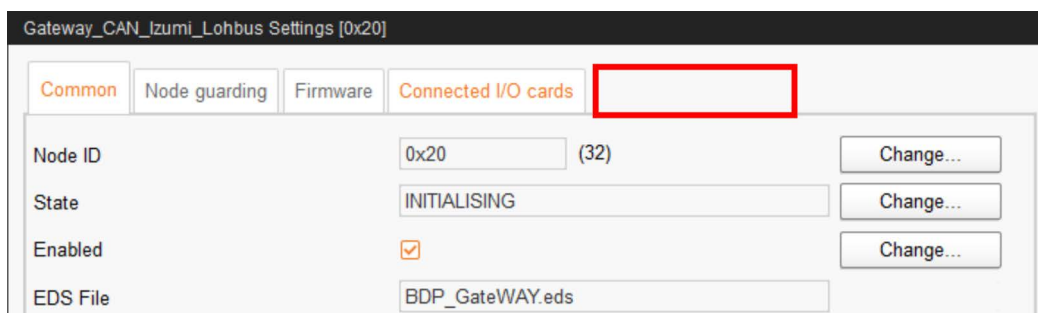 Gateway_CAN_Izumi_Lohbus Settings [0x20]
Common Node guarding Firmware Connected I/O cards
Node ID 0x20 (32) Change...
State INITIALISING Change...
Enabled Change...
EDS File BDP_GateWAY.eds